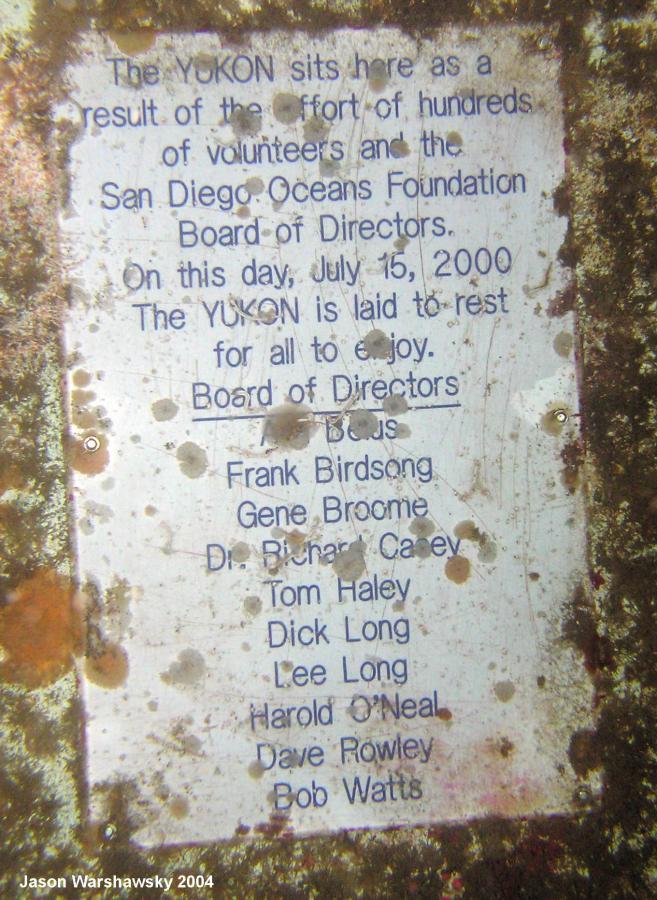 The YUKON sits here as a
result of the effort of hundreds
of volunteers and the
San Diego Oceans Foundation
Board of Directors.
On this day, July 15, 2000
The YUKON is laid to rest
for all to enjoy.
Board of Directors
Frank Birdsong
Gene Broome
Dr. Richard Casey
Tom Haley
Dick Long
Lee Long
Harold O'Neal
Dave Rowley
Bob Watts
Jason Warshawsky 2004